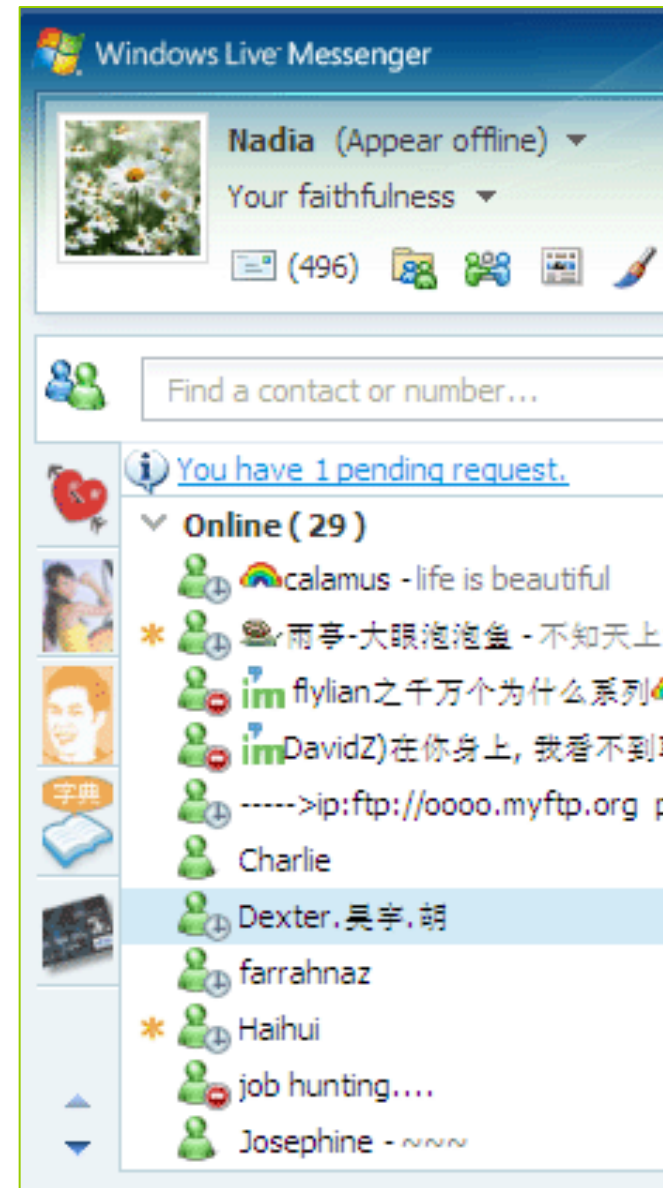 Windows Live Messenger
Nadia (Appear offline)
Your faithfulness
(496)
Find a contact or number...
You have 1 pending request.
Online ( 29 )
calamus - life is beautiful
雨亭-大眼泡泡鱼 - 不知天上
im flylian之千万个为什么系列
im DavidZ)在你身上, 我看不到
字典
----->ip:ftp://oooo.myftp.org p
Charlie
Dexter.昊宇.胡
farrahnaz
Haihui
job hunting....
Josephine - ~~~